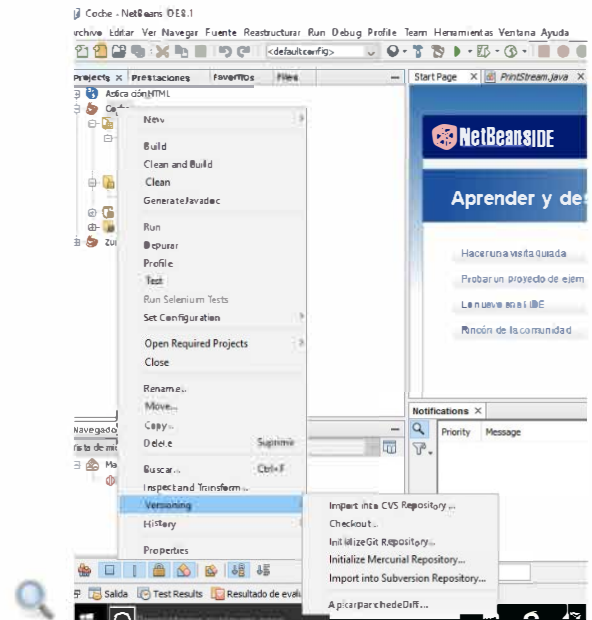 Coche - NetBeans IDE 8.1
Archivo Editar Ver Navegar Fuente Reestructurar Run Debug Profile Team Herramientas Ventana Ayuda
<default config>
Projects × Prestaciones Favoritos Files
Start Page × PrintStream.java ×
New
Build
Clean and Build
Clean
Generate Javadoc
Run
Depurar
Profile
Test
Run Selenium Tests
Set Configuration
Open Required Projects
Close
Rename...
Move...
Copy...
Delete Suprimir
Buscar... Ctrl+F
Inspect and Transform...
Versioning
History
Properties
NetBeans IDE
Aprender y de
Hacer una visita guiada
Probar un proyecto de ejem
Lo nuevo en el IDE
Rincón de la comunidad
Notifications ×
Priority Message
Navegado
Import into CVS Repository...
Checkout...
Initialize Git Repository...
Initialize Mercurial Repository...
Import into Subversion Repository...
Aplicar parche de Diff...
Salida Test Results Resultado de evalu